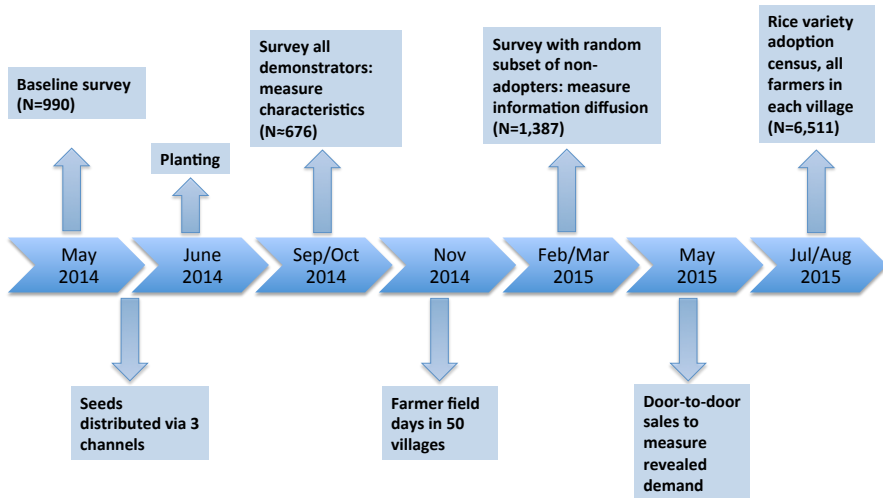 Baseline survey
(N=990)
Planting
Survey all
demonstrators:
measure
characteristics
(N≈676)
Survey with random
subset of non-
adopters: measure
information diffusion
(N=1,387)
Rice variety
adoption
census, all
farmers in
each village
(N=6,511)
May
2014
June
2014
Sep/Oct
2014
Nov
2014
Feb/Mar
2015
May
2015
Jul/Aug
2015
Seeds
distributed via 3
channels
Farmer field
days in 50
villages
Door-to-door
sales to
measure
revealed
demand